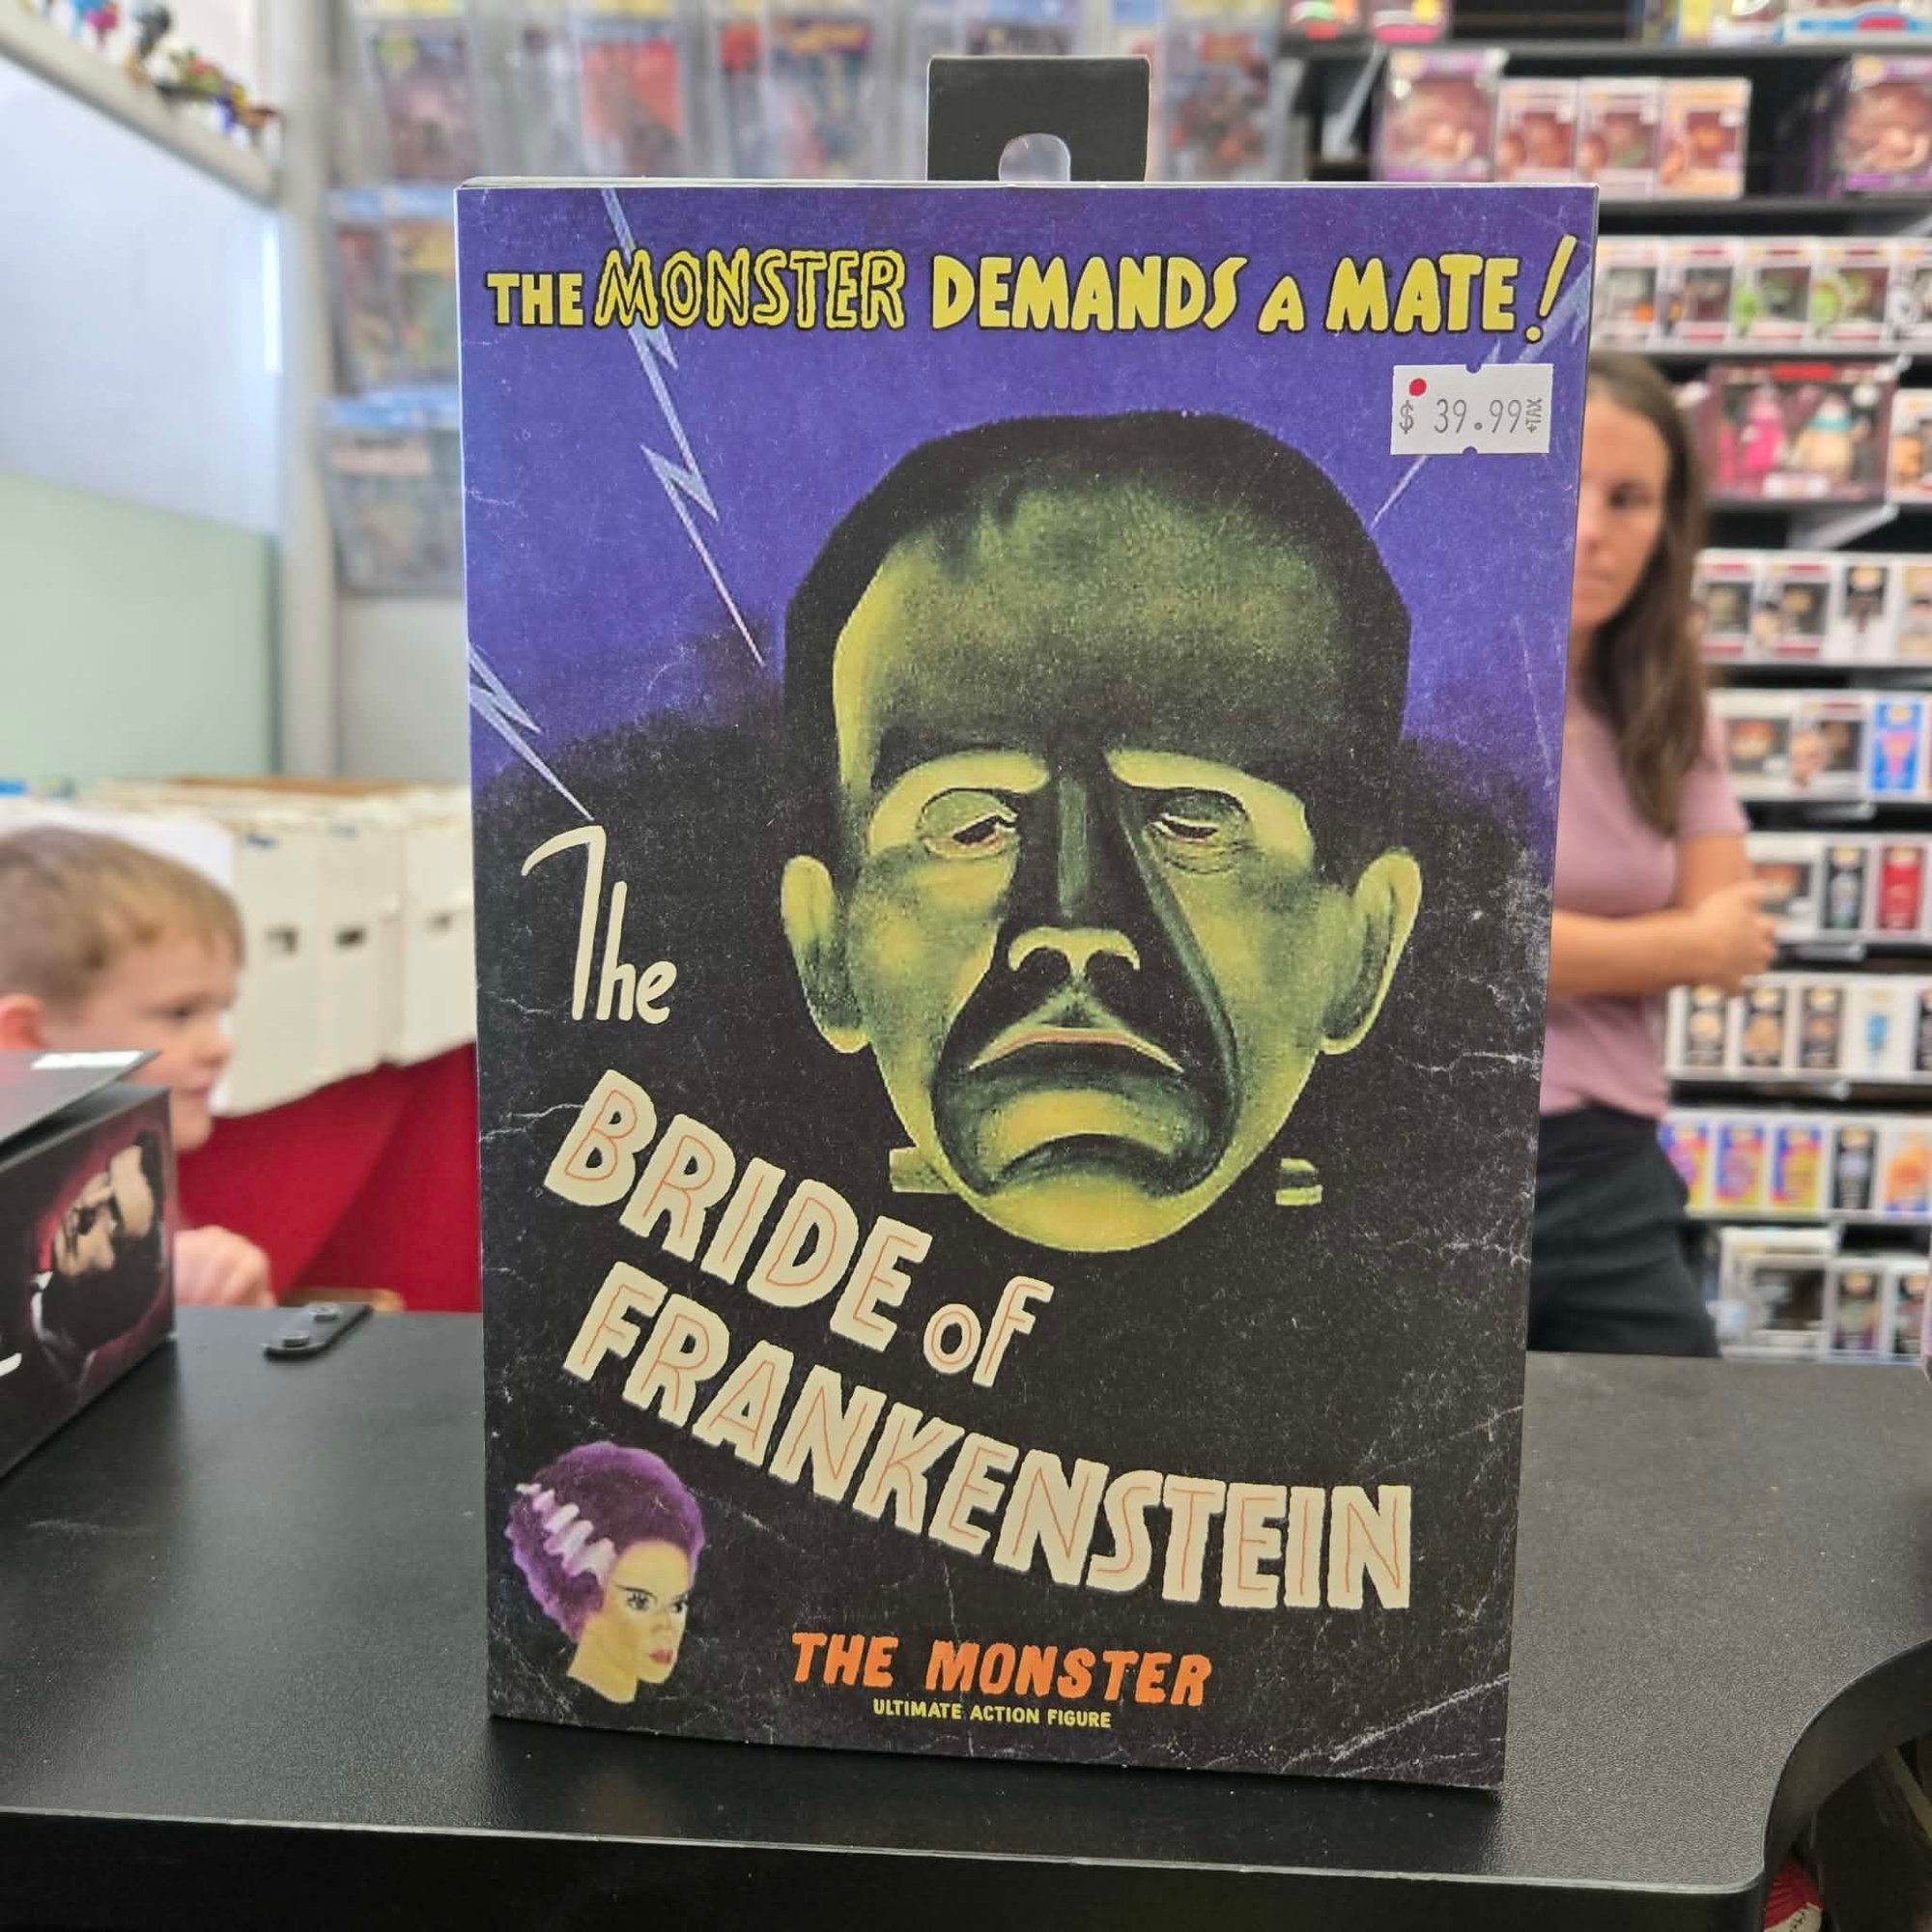 THE MONSTER DEMANDS A MATE!
$ 39.99 +TAX
The
BRIDE of
FRANKENSTEIN
THE MONSTER
ULTIMATE ACTION FIGURE